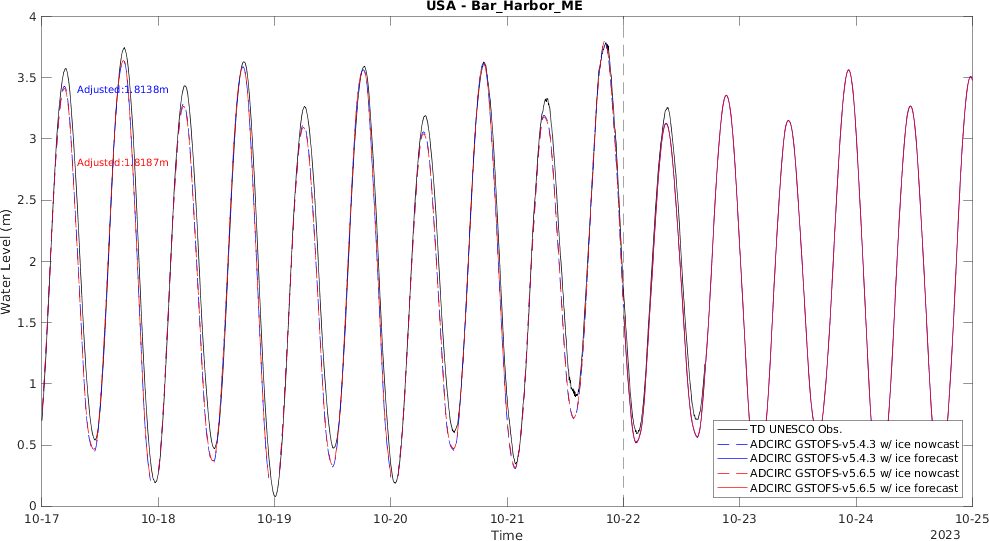 USA - Bar_Harbor_ME
4
3.5
3
2.5
2
1.5
1
0.5
0
Water Level (m)
Adjusted:1.8138m
Adjusted:1.8187m
TD UNESCO Obs.
ADCIRC GSTOFS-v5.4.3 w/ ice nowcast
ADCIRC GSTOFS-v5.4.3 w/ ice forecast
ADCIRC GSTOFS-v5.6.5 w/ ice nowcast
ADCIRC GSTOFS-v5.6.5 w/ ice forecast
10-17 10-18 10-19 10-20 10-21 10-22 10-23 10-24 10-25
Time
2023